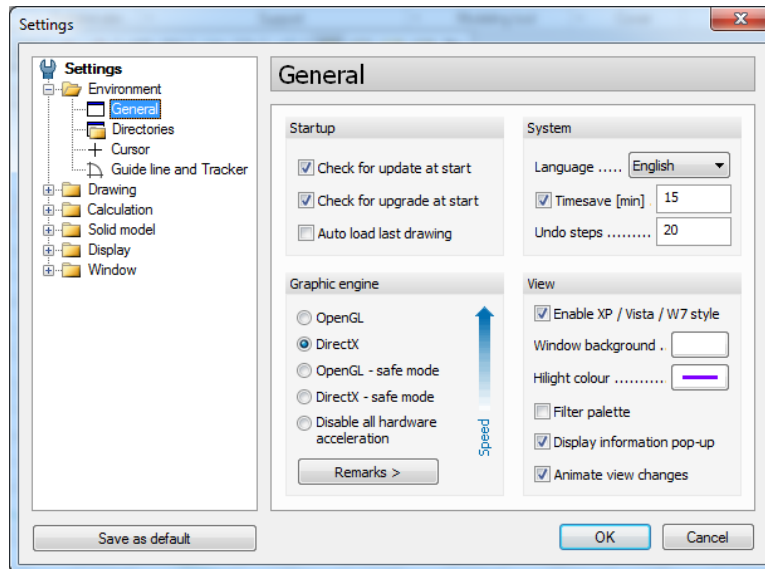 Settings
Settings
Environment
General
Directories
Cursor
Guide line and Tracker
Drawing
Calculation
Solid model
Display
Window
General
Startup
Check for update at start
Check for upgrade at start
Auto load last drawing
System
Language ..... English
Timesave [min] . 15
Undo steps ......... 20
Graphic engine
OpenGL
DirectX
OpenGL - safe mode
DirectX - safe mode
Disable all hardware
acceleration
Speed
Remarks >
View
Enable XP / Vista / W7 style
Window background ..
Hilight colour ..........
Filter palette
Display information pop-up
Animate view changes
Save as default
OK
Cancel